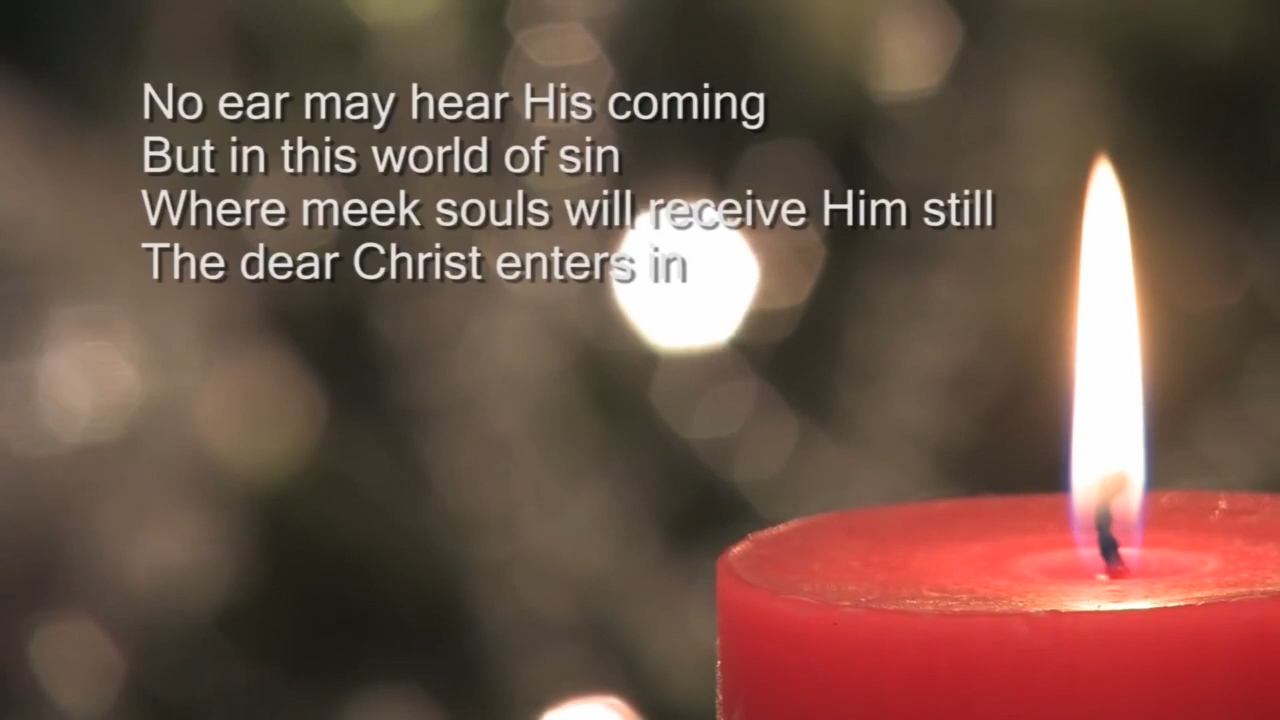 No ear may hear His coming
But in this world of sin
Where meek souls will receive Him still
The dear Christ enters in